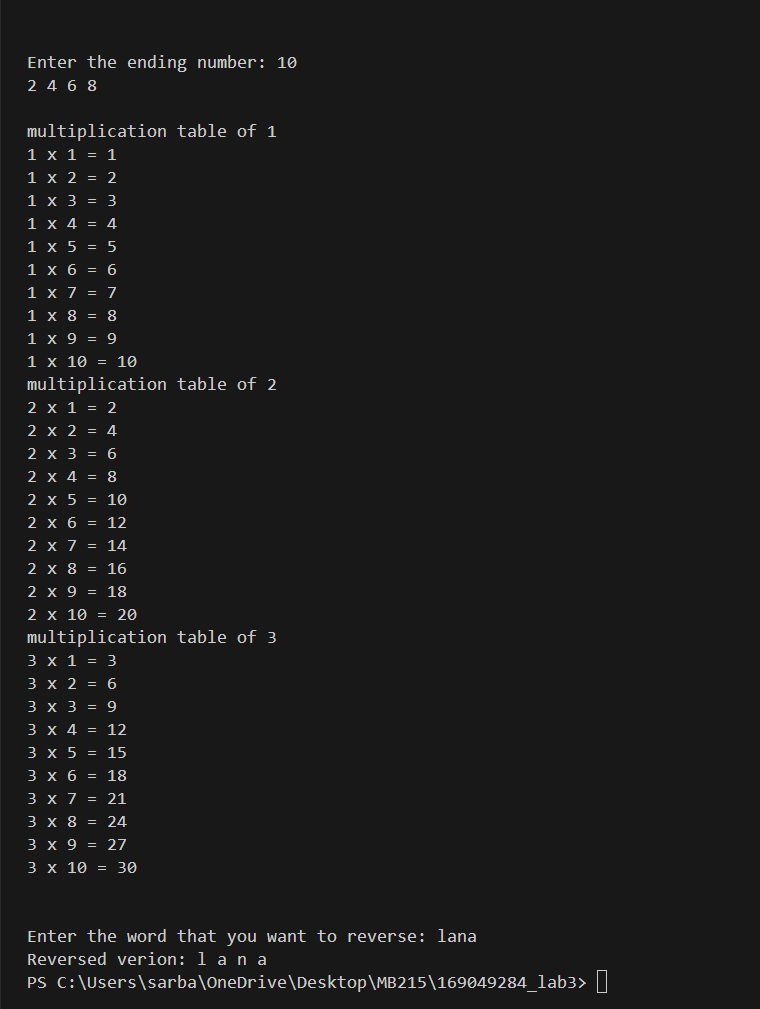 Enter the ending number: 10
2 4 6 8
multiplication table of 1
1 x 1 = 1
1 x 2 = 2
1 x 3 = 3
1 x 4 = 4
1 x 5 = 5
1 x 6 = 6
1 x 7 = 7
1 x 8 = 8
1 x 9 = 9
1 x 10 = 10
multiplication table of 2
2 x 1 = 2
2 x 2 = 4
2 x 3 = 6
2 x 4 = 8
2 x 5 = 10
2 x 6 = 12
2 x 7 = 14
2 x 8 = 16
2 x 9 = 18
2 x 10 = 20
multiplication table of 3
3 x 1 = 3
3 x 2 = 6
3 x 3 = 9
3 x 4 = 12
3 x 5 = 15
3 x 6 = 18
3 x 7 = 21
3 x 8 = 24
3 x 9 = 27
3 x 10 = 30
Enter the word that you want to reverse: lana
Reversed verion: l a n a
PS C:\Users\sarba\OneDrive\Desktop\MB215\169049284_lab3>